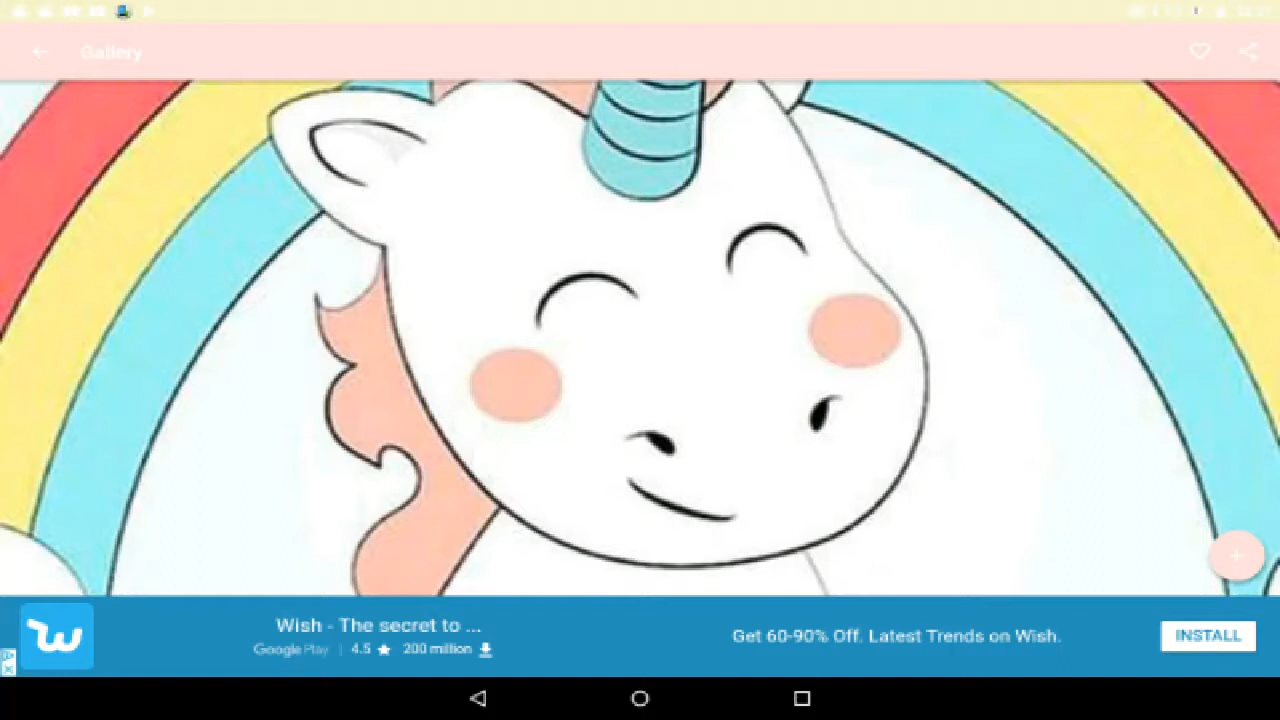 Gallery
Wish - The secret to ...
Google Play | 4.5 ★ 200 million
Get 60-90% Off. Latest Trends on Wish.
INSTALL